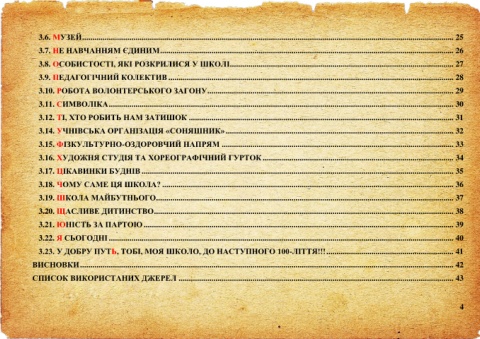 3.6. МУЗЕЙ 25
3.7. НЕ НАВЧАННЯМ ЄДИНИМ 26
3.8. ОСОБИСТОСТІ, ЯКІ РОЗКРИЛИСЯ У ШКОЛІ 27
3.9. ПЕДАГОГІЧНИЙ КОЛЕКТИВ 28
3.10. РОБОТА ВОЛОНТЕРСЬКОГО ЗАГОНУ 29
3.11. СИМВОЛІКА 30
3.12. ТІ, ХТО РОБИТЬ НАМ ЗАТИШОК 31
3.14. УЧНІВСЬКА ОРГАНІЗАЦІЯ «СОНЯШНИК» 32
3.15. ФІЗКУЛЬТУРНО-ОЗДОРОВЧИЙ НАПРЯМ 33
3.16. ХУДОЖНЯ СТУДІЯ ТА ХОРЕОГРАФІЧНИЙ ГУРТОК 34
3.17. ЦІКАВИНКИ БУДНІВ 35
3.18. ЧОМУ САМЕ ЦЯ ШКОЛА? 36
3.19. ШКОЛА МАЙБУТНЬОГО 37
3.20. ЩАСЛИВЕ ДИТИНСТВО 38
3.21. ЮНІСТЬ ЗА ПАРТОЮ 39
3.22. Я СЬОГОДНІ 40
3.23. У ДОБРУ ПУТЬ, ТОБІ, МОЯ ШКОЛО, ДО НАСТУПНОГО 100-ЛІТТЯ!!! 41
ВИСНОВКИ 42
СПИСОК ВИКОРИСТАНИХ ДЖЕРЕЛ 43
4